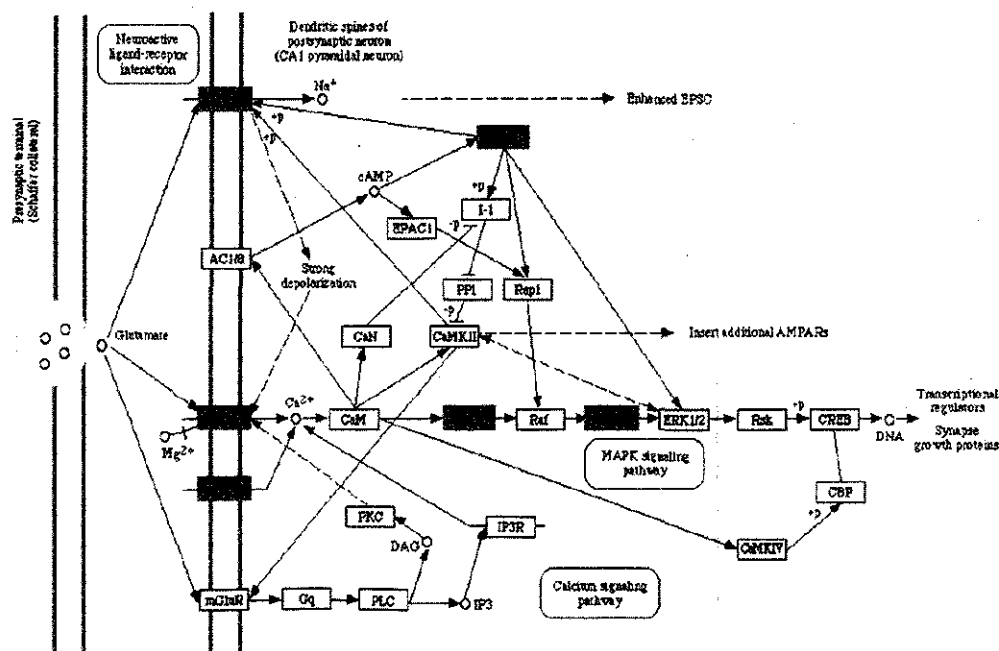 Neuroactive
ligand-receptor
interaction
Dendritic spines of
postsynaptic neuron
(CA1 pyramidal neuron)
Presynaptic terminal
(Schaffer collateral)
Na+
Enhanced EPSC
+p
+p
cAMP
+p
I-1
-p
EPAC1
AC1/8
Strong
depolarization
PP1
Rap1
-p
Glutamate
CaN
CaMKII
Insert additional AMPARs
Ca2+
CaM
Raf
ERK1/2
Rsk
+p
CREB
DNA
Transcriptional
regulators
Synapse
growth proteins
Mg2+
MAPK signaling
pathway
CBP
+p
PKC
IP3R
DAG
CaMKIV
mGluR
Gq
PLC
IP3
Calcium signaling
pathway